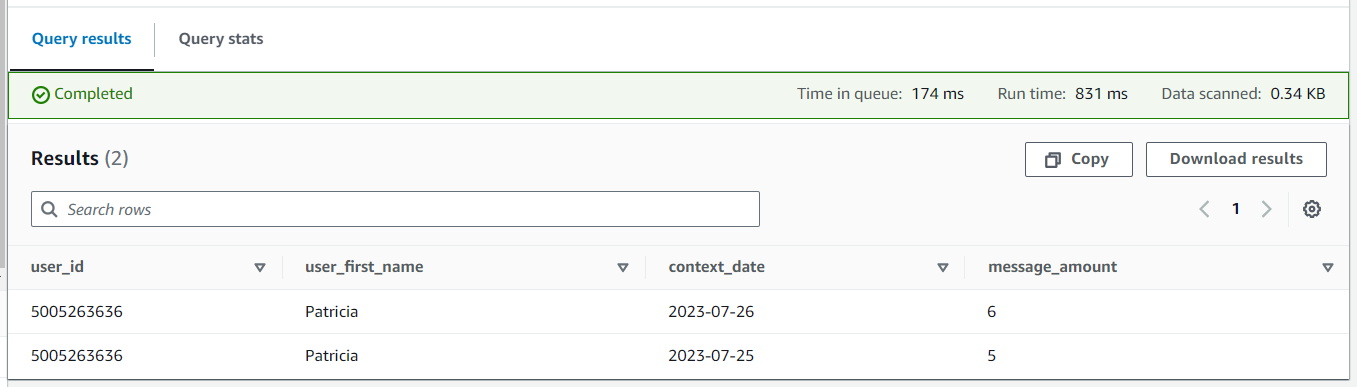 Query results Query stats
Completed Time in queue: 174 ms Run time: 831 ms Data scanned: 0.34 KB
Results (2) Copy Download results
Search rows 1
user_id user_first_name context_date message_amount
5005263636 Patricia 2023-07-26 6
5005263636 Patricia 2023-07-25 5